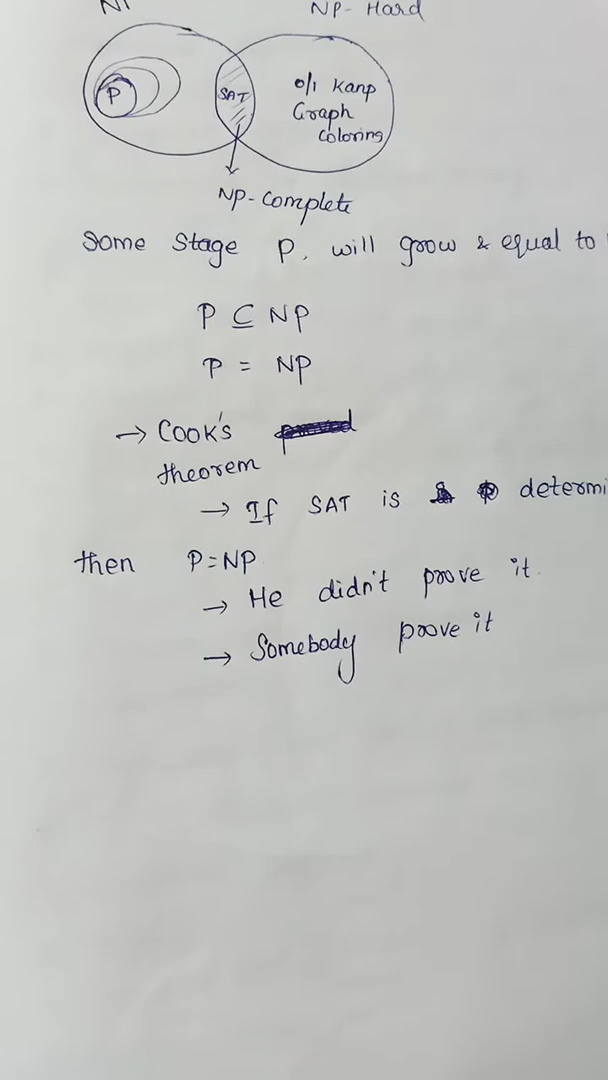 NP-Hard
P
SAT
0/1 Kanp
Graph
coloring
NP-Complete
Some stage P, will grow & equal to
P ⊆ NP
P = NP
→ Cook's
theorem
→ If SAT is determi
then P=NP
→ He didn't prove it.
→ Somebody prove it